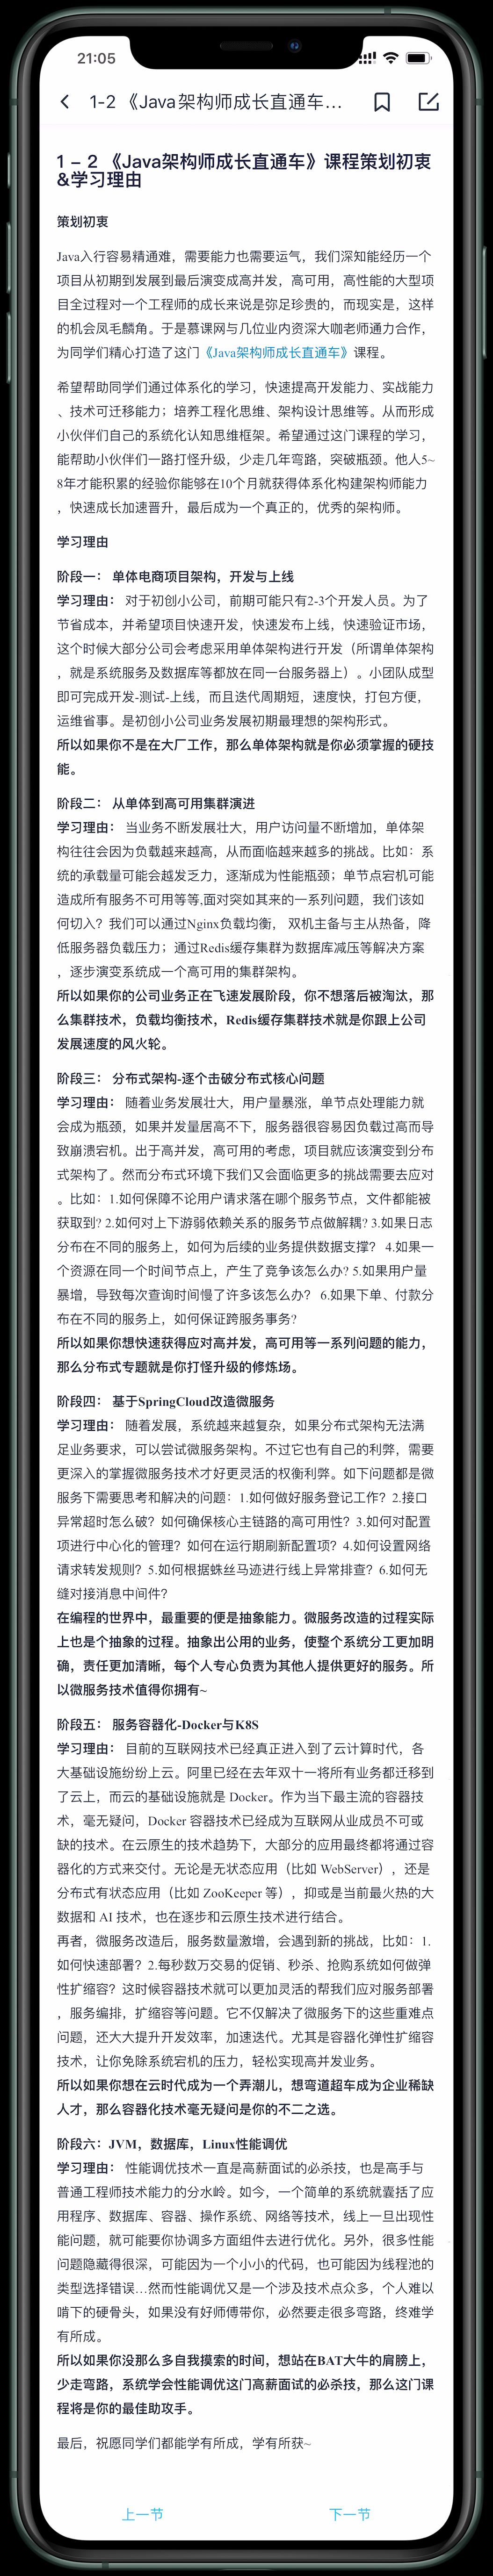 21:05
1-2 《Java架构师成长直通车...
1 - 2 《Java架构师成长直通车》课程策划初衷
&学习理由
策划初衷
Java入行容易精通难，需要能力也需要运气，我们深知能经历一个
项目从初期到发展到最后演变成高并发，高可用，高性能的大型项
目全过程对一个工程师的成长来说是弥足珍贵的，而现实是，这样
的机会凤毛麟角。于是慕课网与几位业内资深大咖老师通力合作，
为同学们精心打造了这门《Java架构师成长直通车》课程。
希望帮助同学们通过体系化的学习，快速提高开发能力、实战能力
、技术可迁移能力；培养工程化思维、架构设计思维等。从而形成
小伙伴们自己的系统化认知思维框架。希望通过这门课程的学习，
能帮助小伙伴们一路打怪升级，少走几年弯路，突破瓶颈。他人5~
8年才能积累的经验你能够在10个月就获得体系化构建架构师能力
，快速成长加速晋升，最后成为一个真正的，优秀的架构师。
学习理由
阶段一： 单体电商项目架构，开发与上线
学习理由： 对于初创小公司，前期可能只有2-3个开发人员。为了
节省成本，并希望项目快速开发，快速发布上线，快速验证市场，
这个时候大部分公司会考虑采用单体架构进行开发（所谓单体架构
，就是系统服务及数据库等都放在同一台服务器上）。小团队成型
即可完成开发-测试-上线，而且迭代周期短，速度快，打包方便，
运维省事。是初创小公司业务发展初期最理想的架构形式。
所以如果你不是在大厂工作，那么单体架构就是你必须掌握的硬技
能。
阶段二： 从单体到高可用集群演进
学习理由： 当业务不断发展壮大，用户访问量不断增加，单体架
构往往会因为负载越来越高，从而面临越来越多的挑战。比如：系
统的承载量可能会越发乏力，逐渐成为性能瓶颈；单节点宕机可能
造成所有服务不可用等等,面对突如其来的一系列问题，我们该如
何切入？我们可以通过Nginx负载均衡， 双机主备与主从热备，降
低服务器负载压力；通过Redis缓存集群为数据库减压等解决方案
，逐步演变系统成一个高可用的集群架构。
所以如果你的公司业务正在飞速发展阶段，你不想落后被淘汰，那
么集群技术，负载均衡技术，Redis缓存集群技术就是你跟上公司
发展速度的风火轮。
阶段三： 分布式架构-逐个击破分布式核心问题
学习理由： 随着业务发展壮大，用户量暴涨，单节点处理能力就
会成为瓶颈，如果并发量居高不下，服务器很容易因负载过高而导
致崩溃宕机。出于高并发，高可用的考虑，项目就应该演变到分布
式架构了。然而分布式环境下我们又会面临更多的挑战需要去应对
。比如：1.如何保障不论用户请求落在哪个服务节点，文件都能被
获取到? 2.如何对上下游弱依赖关系的服务节点做解耦? 3.如果日志
分布在不同的服务上，如何为后续的业务提供数据支撑？ 4.如果一
个资源在同一个时间节点上，产生了竞争该怎么办? 5.如果用户量
暴增，导致每次查询时间慢了许多该怎么办？ 6.如果下单、付款分
布在不同的服务上，如何保证跨服务事务?
所以如果你想快速获得应对高并发，高可用等一系列问题的能力，
那么分布式专题就是你打怪升级的修炼场。
阶段四： 基于SpringCloud改造微服务
学习理由： 随着发展，系统越来越复杂，如果分布式架构无法满
足业务要求，可以尝试微服务架构。不过它也有自己的利弊，需要
更深入的掌握微服务技术才好更灵活的权衡利弊。如下问题都是微
服务下需要思考和解决的问题：1.如何做好服务登记工作？2.接口
异常超时怎么破？如何确保核心主链路的高可用性？3.如何对配置
项进行中心化的管理？如何在运行期刷新配置项？4.如何设置网络
请求转发规则？5.如何根据蛛丝马迹进行线上异常排查？6.如何无
缝对接消息中间件？
在编程的世界中，最重要的便是抽象能力。微服务改造的过程实际
上也是个抽象的过程。抽象出公用的业务，使整个系统分工更加明
确，责任更加清晰，每个人专心负责为其他人提供更好的服务。所
以微服务技术值得你拥有~
阶段五： 服务容器化-Docker与K8S
学习理由： 目前的互联网技术已经真正进入到了云计算时代，各
大基础设施纷纷上云。阿里已经在去年双十一将所有业务都迁移到
了云上，而云的基础设施就是 Docker。作为当下最主流的容器技
术，毫无疑问，Docker 容器技术已经成为互联网从业成员不可或
缺的技术。在云原生的技术趋势下，大部分的应用最终都将通过容
器化的方式来交付。无论是无状态应用（比如 WebServer），还是
分布式有状态应用（比如 ZooKeeper 等），抑或是当前最火热的大
数据和 AI 技术，也在逐步和云原生技术进行结合。
再者，微服务改造后，服务数量激增，会遇到新的挑战，比如：1.
如何快速部署？2.每秒数万交易的促销、秒杀、抢购系统如何做弹
性扩缩容？这时候容器技术就可以更加灵活的帮我们应对服务部署
，服务编排，扩缩容等问题。它不仅解决了微服务下的这些重难点
问题，还大大提升开发效率，加速迭代。尤其是容器化弹性扩缩容
技术，让你免除系统宕机的压力，轻松实现高并发业务。
所以如果你想在云时代成为一个弄潮儿，想弯道超车成为企业稀缺
人才，那么容器化技术毫无疑问是你的不二之选。
阶段六：JVM，数据库，Linux性能调优
学习理由： 性能调优技术一直是高薪面试的必杀技，也是高手与
普通工程师技术能力的分水岭。如今，一个简单的系统就囊括了应
用程序、数据库、容器、操作系统、网络等技术，线上一旦出现性
能问题，就可能要你协调多方面组件去进行优化。另外，很多性能
问题隐藏得很深，可能因为一个小小的代码，也可能因为线程池的
类型选择错误...然而性能调优又是一个涉及技术点众多，个人难以
啃下的硬骨头，如果没有好师傅带你，必然要走很多弯路，终难学
有所成。
所以如果你没那么多自我摸索的时间，想站在BAT大牛的肩膀上，
少走弯路，系统学会性能调优这门高薪面试的必杀技，那么这门课
程将是你的最佳助攻手。
最后，祝愿同学们都能学有所成，学有所获~
上一节 下一节